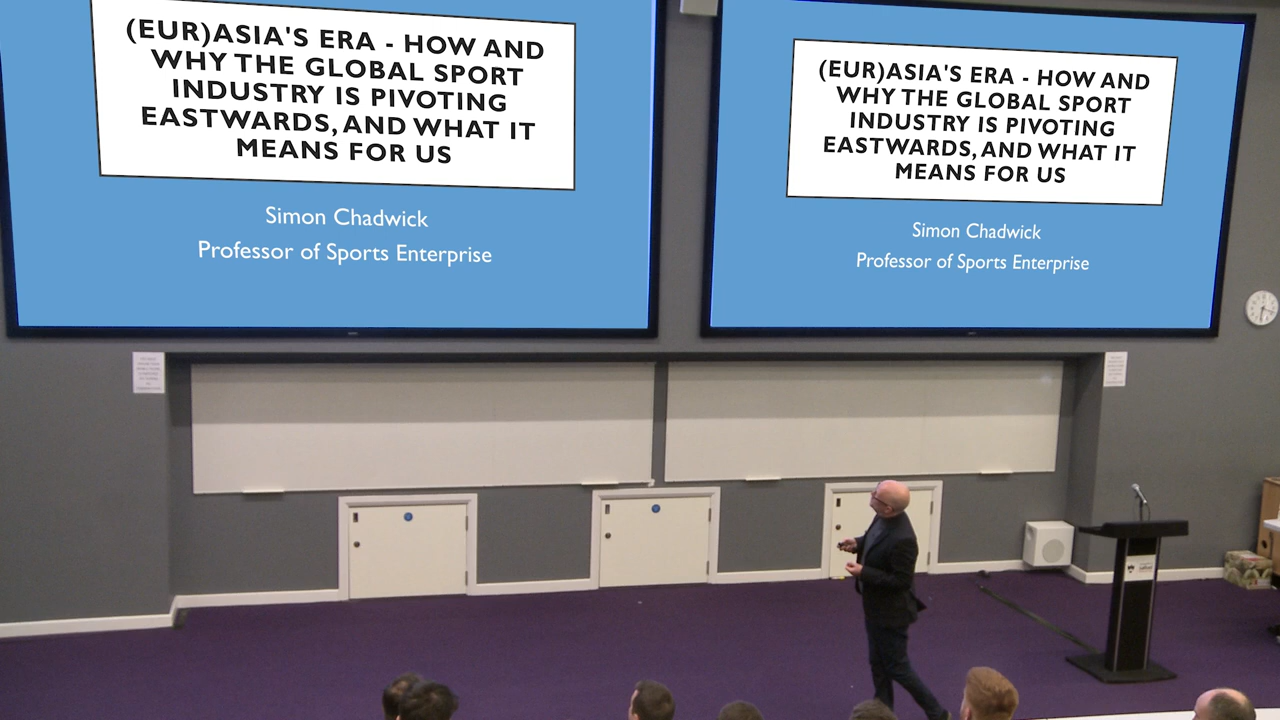 (EUR)ASIA'S ERA - HOW AND
WHY THE GLOBAL SPORT
INDUSTRY IS PIVOTING
EASTWARDS, AND WHAT IT
MEANS FOR US
Simon Chadwick
Professor of Sports Enterprise
(EUR)ASIA'S ERA - HOW AND
WHY THE GLOBAL SPORT
INDUSTRY IS PIVOTING
EASTWARDS, AND WHAT IT
MEANS FOR US
Simon Chadwick
Professor of Sports Enterprise